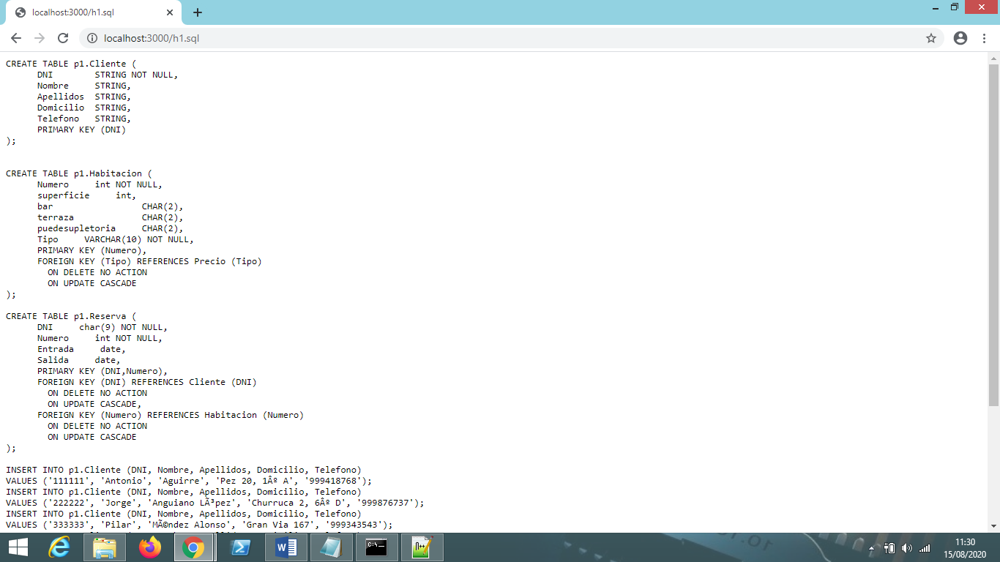 localhost:3000/h1.sql
localhost:3000/h1.sql
CREATE TABLE p1.Cliente (
DNI STRING NOT NULL,
Nombre STRING,
Apellidos STRING,
Domicilio STRING,
Telefono STRING,
PRIMARY KEY (DNI)
);
CREATE TABLE p1.Habitacion (
Numero int NOT NULL,
superficie int,
bar CHAR(2),
terraza CHAR(2),
puedesupletoria CHAR(2),
Tipo VARCHAR(10) NOT NULL,
PRIMARY KEY (Numero),
FOREIGN KEY (Tipo) REFERENCES Precio (Tipo)
ON DELETE NO ACTION
ON UPDATE CASCADE
);
CREATE TABLE p1.Reserva (
DNI char(9) NOT NULL,
Numero int NOT NULL,
Entrada date,
Salida date,
PRIMARY KEY (DNI,Numero),
FOREIGN KEY (DNI) REFERENCES Cliente (DNI)
ON DELETE NO ACTION
ON UPDATE CASCADE,
FOREIGN KEY (Numero) REFERENCES Habitacion (Numero)
ON DELETE NO ACTION
ON UPDATE CASCADE
);
INSERT INTO p1.Cliente (DNI, Nombre, Apellidos, Domicilio, Telefono)
VALUES ('111111', 'Antonio', 'Aguirre', 'Pez 20, 1Âº A', '999418768');
INSERT INTO p1.Cliente (DNI, Nombre, Apellidos, Domicilio, Telefono)
VALUES ('222222', 'Jorge', 'Anguiano LÃ³pez', 'Churruca 2, 6Âº D', '999876737');
INSERT INTO p1.Cliente (DNI, Nombre, Apellidos, Domicilio, Telefono)
VALUES ('333333', 'Pilar', 'MÃ©ndez Alonso', 'Gran Via 167', '999343543');
11:30
15/08/2020